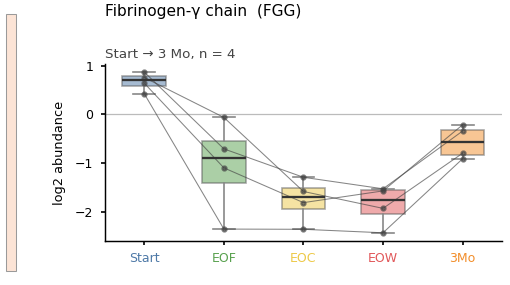 Fibrinogen-γ chain (FGG)
Start → 3 Mo, n = 4
log2 abundance
1
0
−1
−2
Start EOF EOC EOW 3Mo